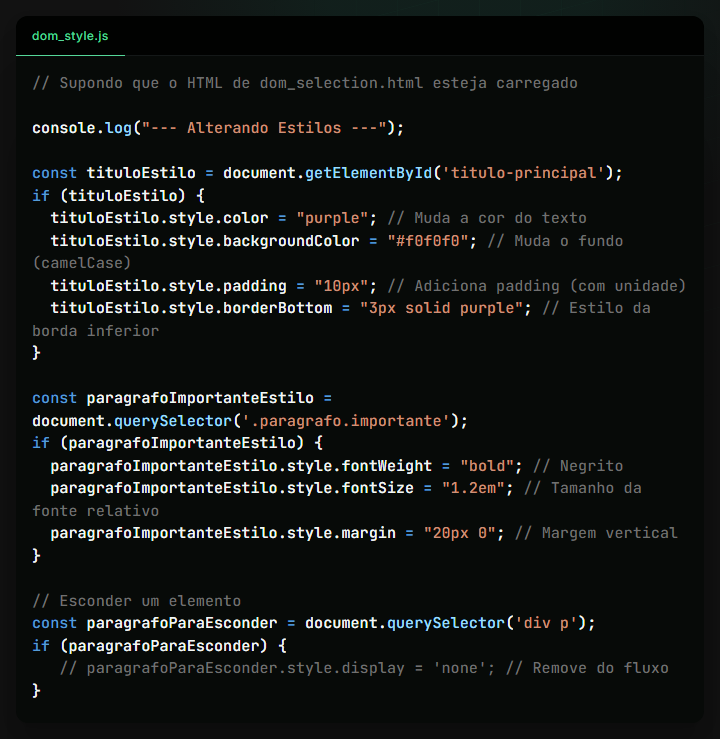 dom_style.js
// Supondo que o HTML de dom_selection.html esteja carregado
console.log("--- Alterando Estilos ---");
const tituloEstilo = document.getElementById('titulo-principal');
if (tituloEstilo) {
  tituloEstilo.style.color = "purple"; // Muda a cor do texto
  tituloEstilo.style.backgroundColor = "#f0f0f0"; // Muda o fundo
(camelCase)
  tituloEstilo.style.padding = "10px"; // Adiciona padding (com unidade)
  tituloEstilo.style.borderBottom = "3px solid purple"; // Estilo da
borda inferior
}
const paragrafoImportanteEstilo =
document.querySelector('.paragrafo.importante');
if (paragrafoImportanteEstilo) {
  paragrafoImportanteEstilo.style.fontWeight = "bold"; // Negrito
  paragrafoImportanteEstilo.style.fontSize = "1.2em"; // Tamanho da
fonte relativo
  paragrafoImportanteEstilo.style.margin = "20px 0"; // Margem vertical
}
// Esconder um elemento
const paragrafoParaEsconder = document.querySelector('div p');
if (paragrafoParaEsconder) {
   // paragrafoParaEsconder.style.display = 'none'; // Remove do fluxo
}